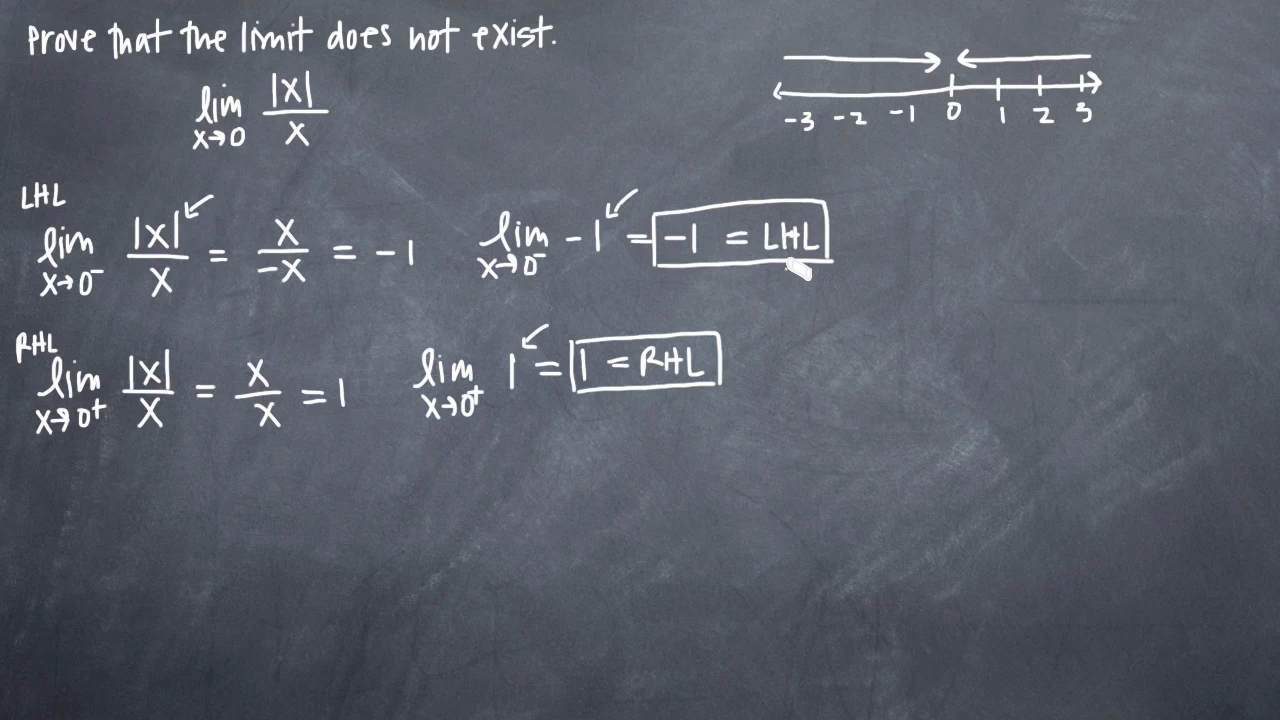 Prove that the limit does not exist.
lim x→0 |x|/x
-3 -2 -1 0 1 2 3
LHL
lim x→0⁻ |x|/x = x/-x = -1 lim x→0⁻ -1 = -1 = LHL
RHL
lim x→0⁺ |x|/x = x/x = 1 lim x→0⁺ 1 = 1 = RHL